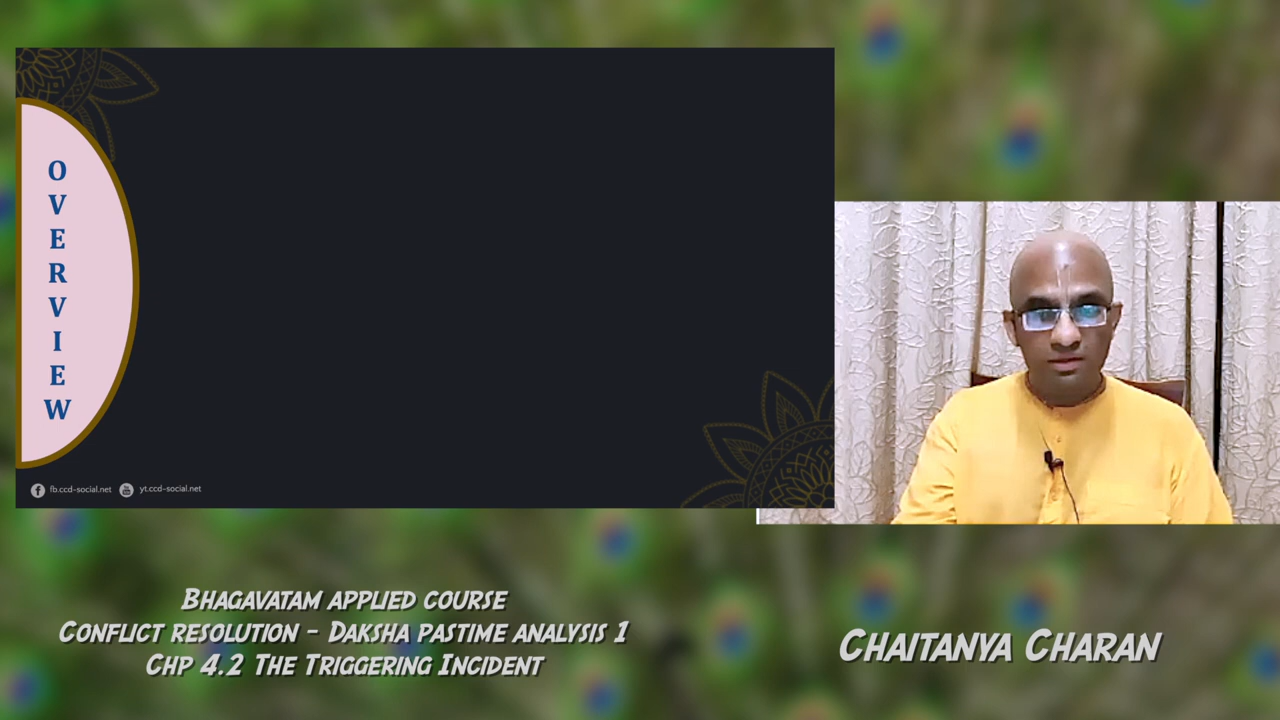 OVERVIEW
fb.ccd-social.net yt.ccd-social.net
Bhagavatam applied course
Conflict resolution - Daksha pastime analysis 1
Chp 4.2 The Triggering Incident
Chaitanya Charan